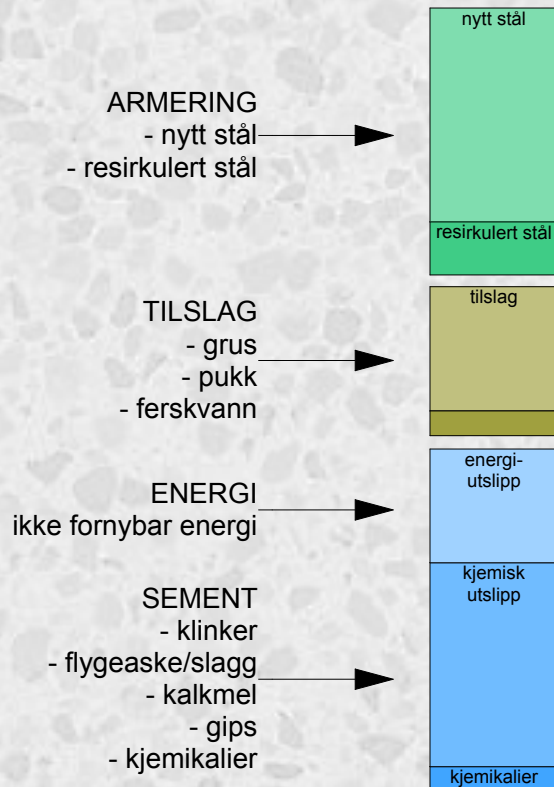 ARMERING
- nytt stål
- resirkulert stål
nytt stål
resirkulert stål
TILSLAG
- grus
- pukk
- ferskvann
tilslag
ENERGI
ikke fornybar energi
energi-
utslipp
SEMENT
- klinker
- flygeaske/slagg
- kalkmel
- gips
- kjemikalier
kjemisk
utslipp
kjemikalier